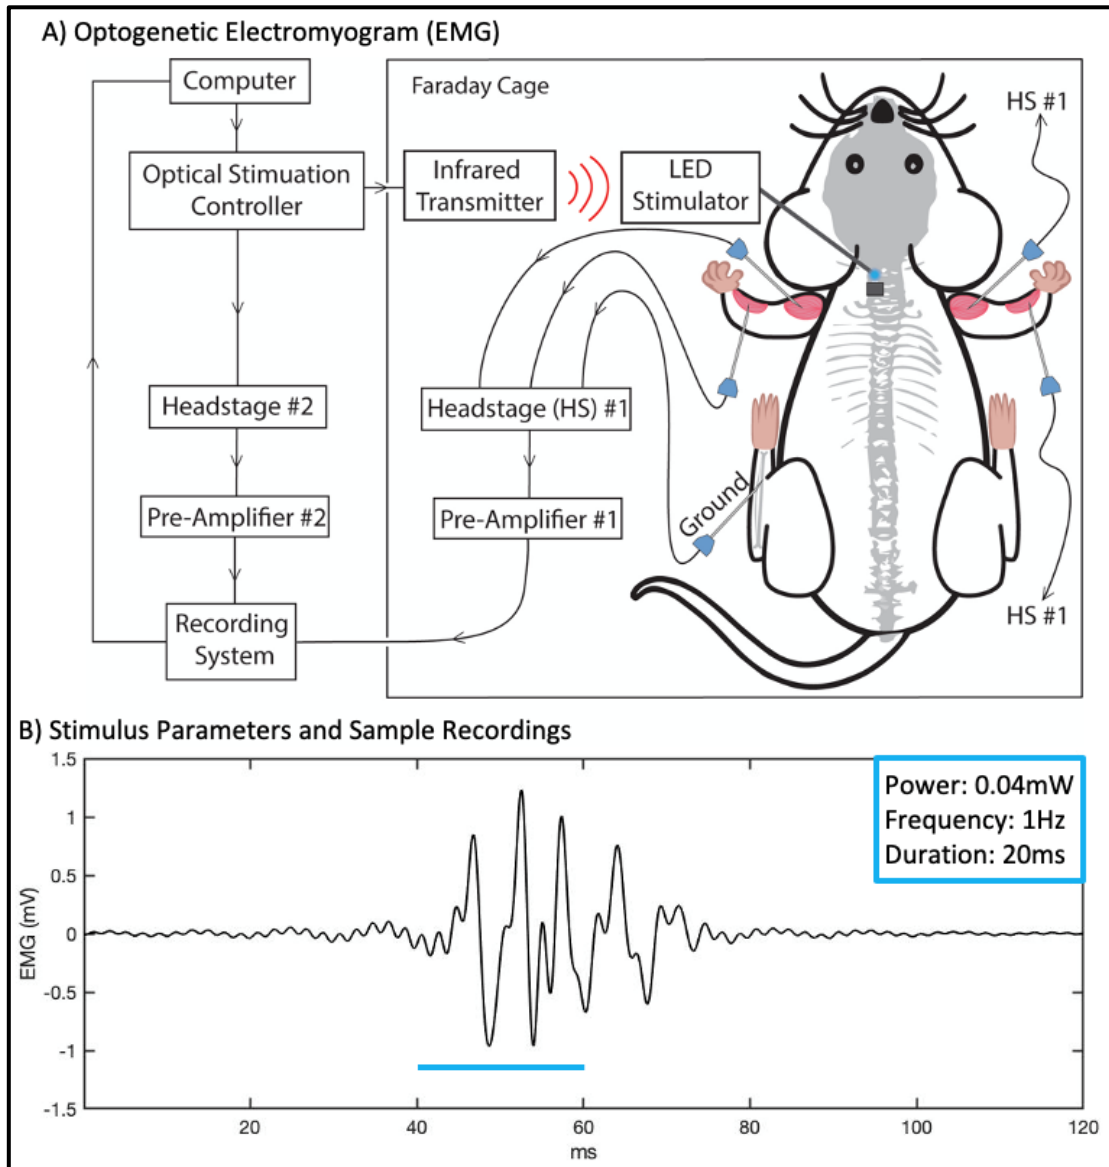 A) Optogenetic Electromyogram (EMG)
Computer
Faraday Cage
HS #1
Optical Stimuation
Controller
Infrared
Transmitter
LED
Stimulator
Headstage #2
Headstage (HS) #1
Pre-Amplifier #2
Pre-Amplifier #1
Ground
Recording
System
HS #1
B) Stimulus Parameters and Sample Recordings
1.5
1
0.5
0
-0.5
-1
-1.5
EMG (mV)
Power: 0.04mW
Frequency: 1Hz
Duration: 20ms
20
40
60
80
100
120
ms